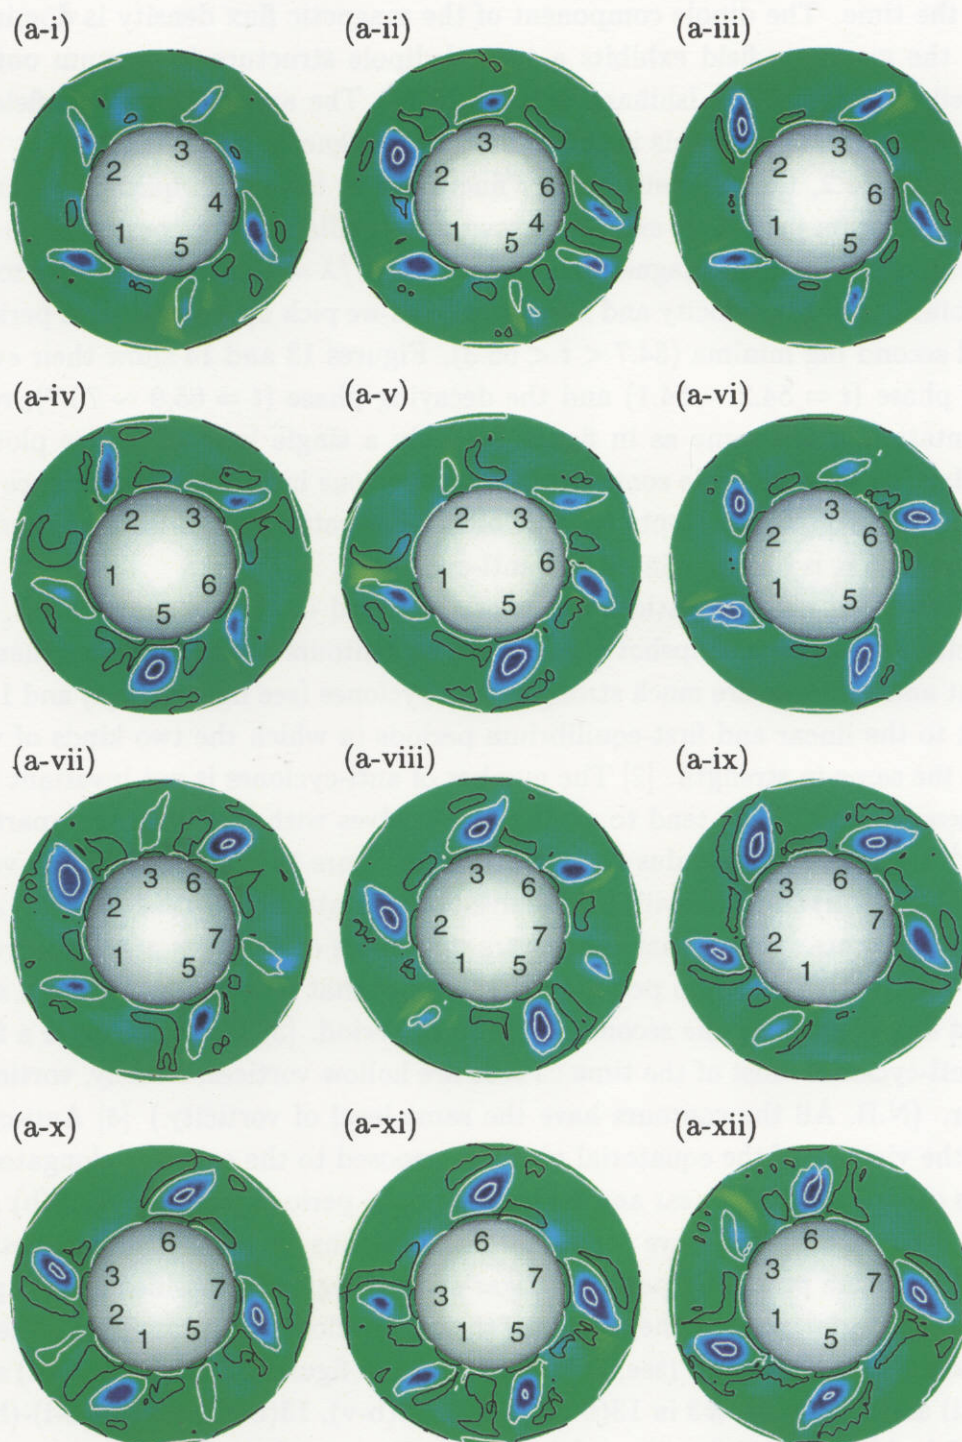 (a-i) (a-ii) (a-iii)
3 2 4 1 5
3 2 6 4 1 5
3 2 6 1 5
(a-iv) (a-v) (a-vi)
2 3 1 6 5
2 3 6 1 5
3 2 6 1 5
(a-vii) (a-viii) (a-ix)
3 6 2 7 1 5
3 6 2 7 1 5
3 6 2 7 1 5
(a-x) (a-xi) (a-xii)
6 3 7 2 1 5
6 7 3 1 5
6 3 7 1 5